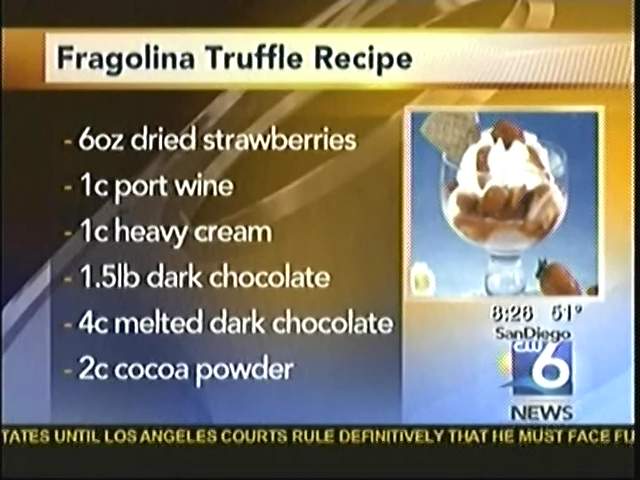 Fragolina Truffle Recipe
- 6oz dried strawberries
- 1c port wine
- 1c heavy cream
- 1.5lb dark chocolate
- 4c melted dark chocolate
- 2c cocoa powder
8:28 51°
SanDiego
6
NEWS
TATES UNTIL LOS ANGELES COURTS RULE DEFINITIVELY THAT HE MUST FACE FU